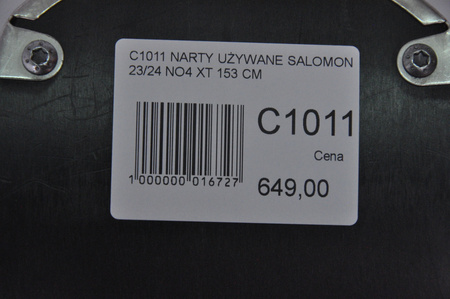 C1011 NARTY UŻYWANE SALOMON
23/24 NO4 XT 153 CM
C1011
Cena
1 000000 016727
649,00